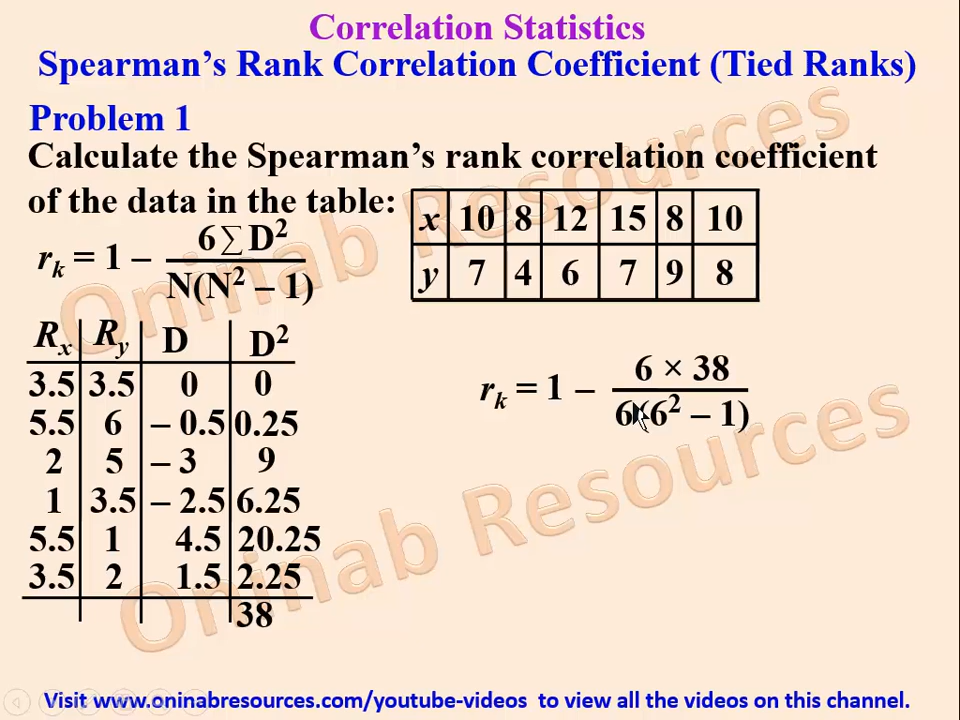 Correlation Statistics
Spearman's Rank Correlation Coefficient (Tied Ranks)
Problem 1
Calculate the Spearman's rank correlation coefficient
of the data in the table:
x 10 8 12 15 8 10
y 7 4 6 7 9 8
rₖ = 1 – 6∑D² / N(N² – 1)
Rₓ Rᵧ D D²
3.5 3.5 0 0
5.5 6 – 0.5 0.25
2 5 – 3 9
1 3.5 – 2.5 6.25
5.5 1 4.5 20.25
3.5 2 1.5 2.25
38
rₖ = 1 – 6 × 38 / 6(6² – 1)
Oninab Resources
Oninab Resources
Visit www.oninabresources.com/youtube-videos to view all the videos on this channel.